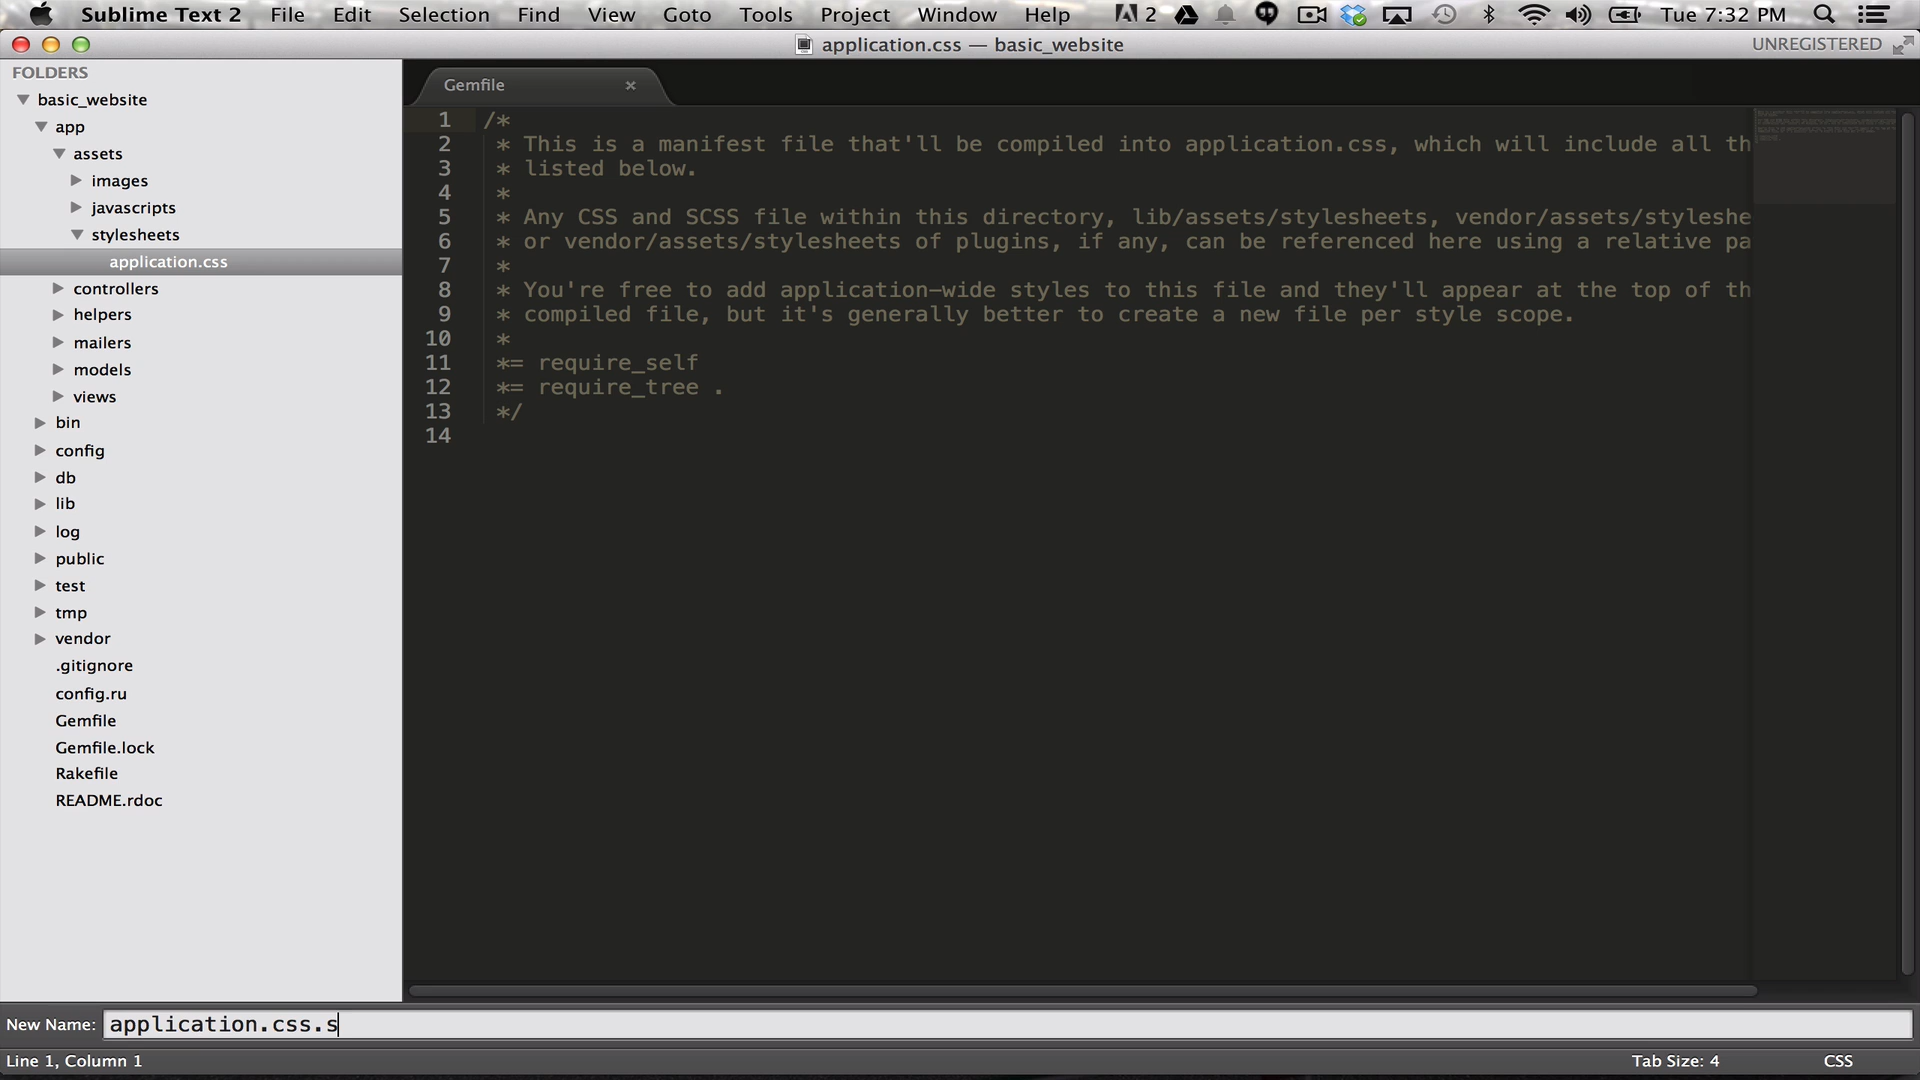 Sublime Text 2 File Edit Selection Find View Goto Tools Project Window Help 2 Tue 7:32 PM
application.css — basic_website UNREGISTERED
FOLDERS
basic_website
app
assets
images
javascripts
stylesheets
application.css
controllers
helpers
mailers
models
views
bin
config
db
lib
log
public
test
tmp
vendor
.gitignore
config.ru
Gemfile
Gemfile.lock
Rakefile
README.rdoc
Gemfile ×
1 /*
2 * This is a manifest file that'll be compiled into application.css, which will include all th
3 * listed below.
4 *
5 * Any CSS and SCSS file within this directory, lib/assets/stylesheets, vendor/assets/styleshe
6 * or vendor/assets/stylesheets of plugins, if any, can be referenced here using a relative pa
7 *
8 * You're free to add application-wide styles to this file and they'll appear at the top of th
9 * compiled file, but it's generally better to create a new file per style scope.
10 *
11 *= require_self
12 *= require_tree .
13 */
14
New Name: application.css.s
Line 1, Column 1 Tab Size: 4 CSS